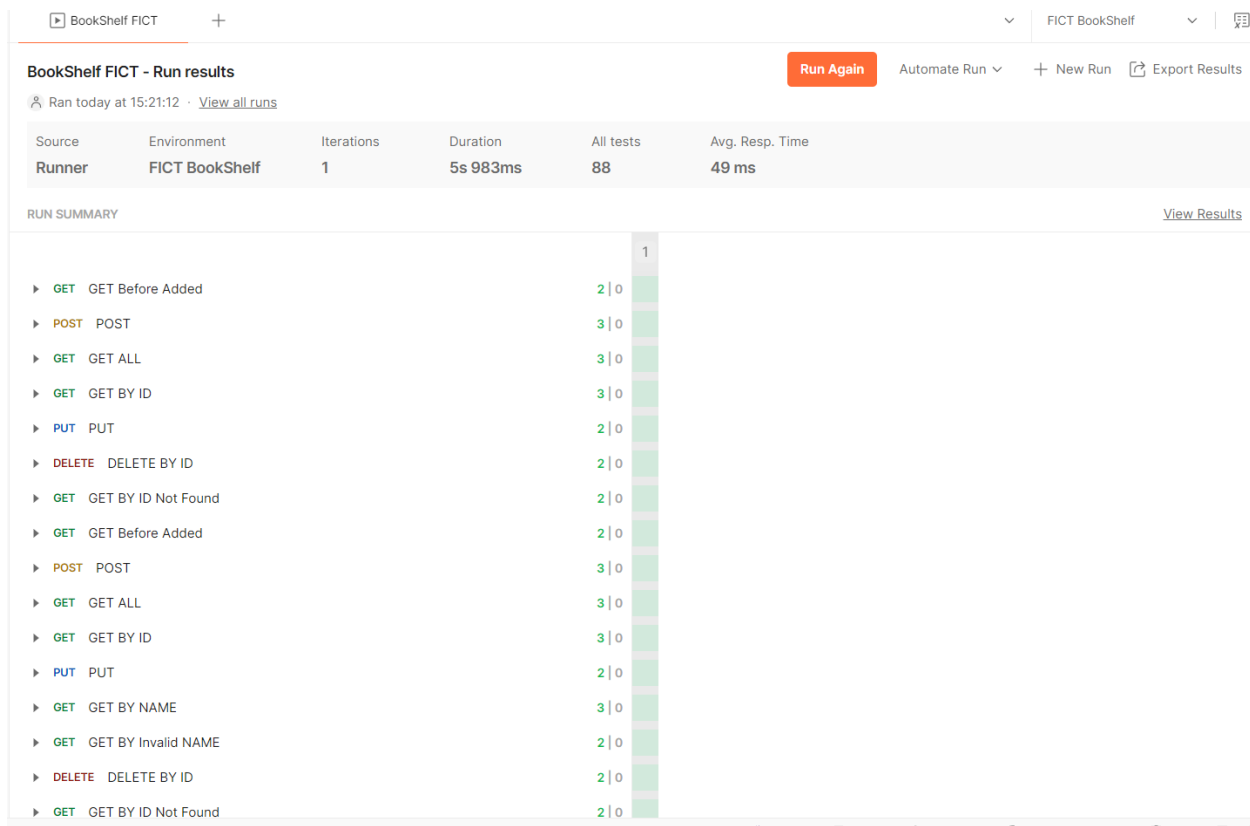 BookShelf FICT
FICT BookShelf
BookShelf FICT - Run results
Run Again
Automate Run
New Run
Export Results
Ran today at 15:21:12 · View all runs
Source Environment Iterations Duration All tests Avg. Resp. Time
Runner FICT BookShelf 1 5s 983ms 88 49 ms
RUN SUMMARY View Results
1
GET GET Before Added 2 | 0
POST POST 3 | 0
GET GET ALL 3 | 0
GET GET BY ID 3 | 0
PUT PUT 2 | 0
DELETE DELETE BY ID 2 | 0
GET GET BY ID Not Found 2 | 0
GET GET Before Added 2 | 0
POST POST 3 | 0
GET GET ALL 3 | 0
GET GET BY ID 3 | 0
PUT PUT 2 | 0
GET GET BY NAME 3 | 0
GET GET BY Invalid NAME 2 | 0
DELETE DELETE BY ID 2 | 0
GET GET BY ID Not Found 2 | 0